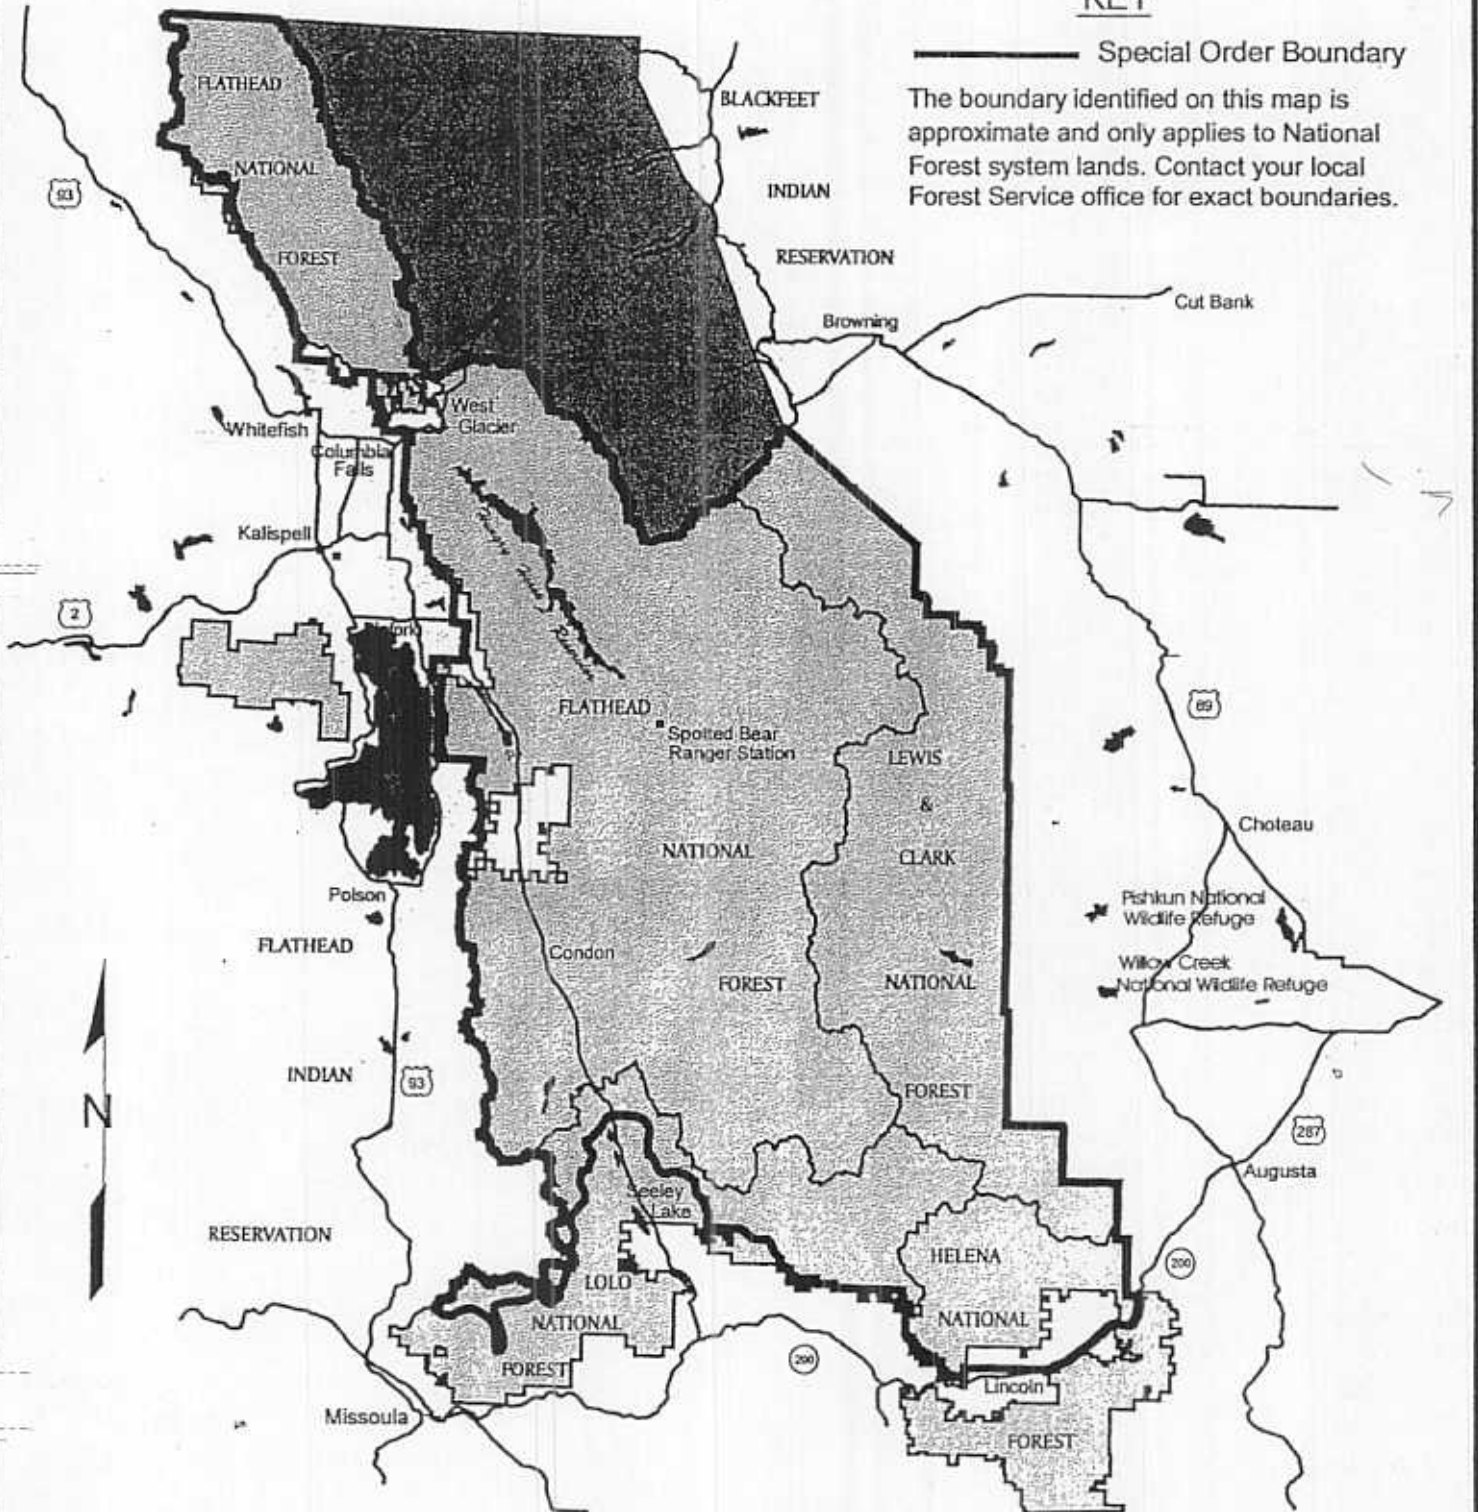 KEY
Special Order Boundary
The boundary identified on this map is
approximate and only applies to National
Forest system lands. Contact your local
Forest Service office for exact boundaries.
FLATHEAD
NATIONAL
FOREST
BLACKFEET
INDIAN
RESERVATION
93
Cut Bank
Browning
West
Glacier
Whitefish
Columbia
Falls
Kalispell
Hungry Horse Reservoir
2
89
FLATHEAD
Spotted Bear
Ranger Station
LEWIS
&
CLARK
NATIONAL
Choteau
Polson
Pishkun National
Wildlife Refuge
FLATHEAD
Condon
Willow Creek
National Wildlife Refuge
FOREST
NATIONAL
INDIAN
93
FOREST
N
287
Augusta
Seeley
Lake
RESERVATION
HELENA
200
LOLO
NATIONAL
NATIONAL
FOREST
200
Lincoln
Missoula
FOREST